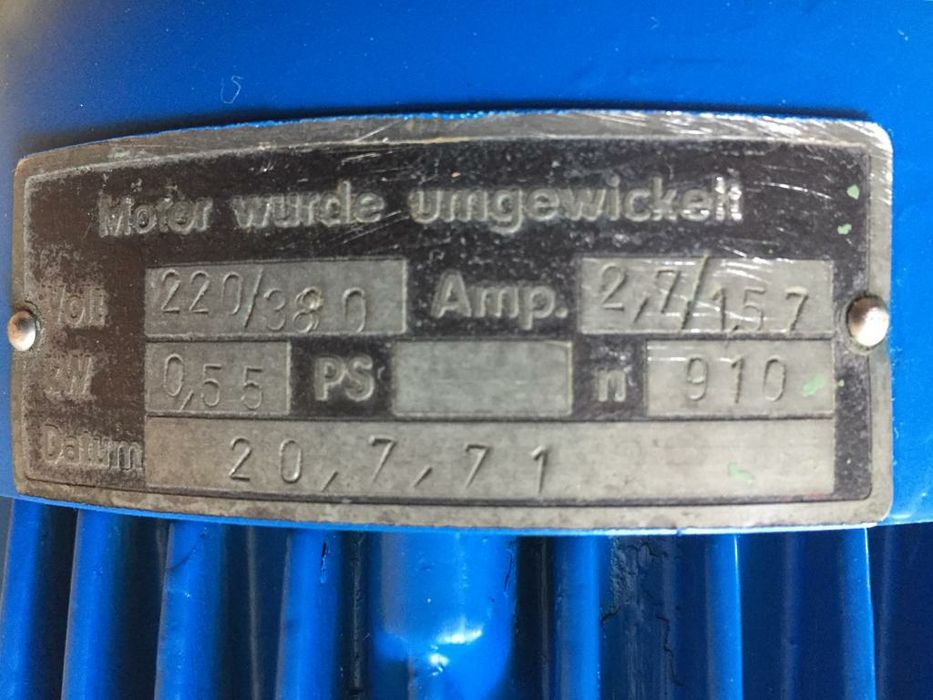 Motor wurde umgewickelt
Volt 220/380 Amp. 2,7/1,57
kW 0,55 PS n 910
Datum 20,7,71